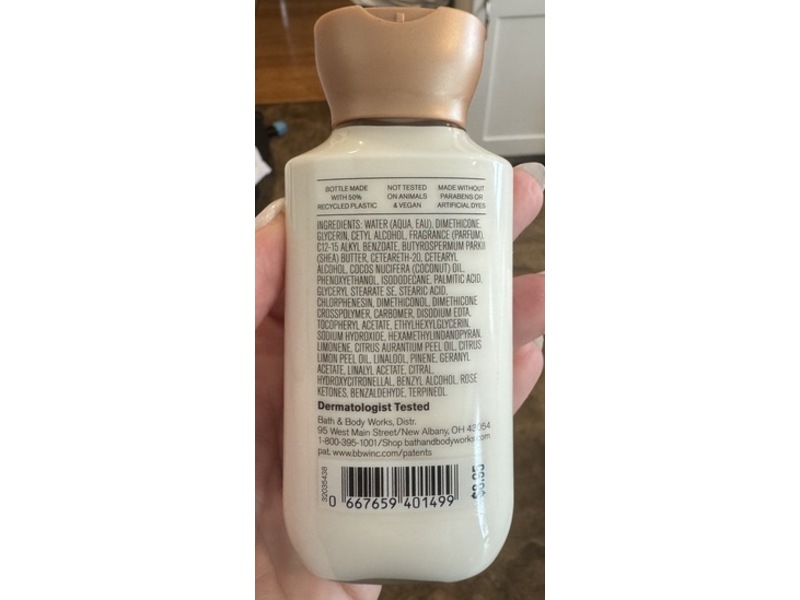 BOTTLE MADE
WITH 50%
RECYCLED PLASTIC
NOT TESTED
ON ANIMALS
& VEGAN
MADE WITHOUT
PARABENS OR
ARTIFICIAL DYES
INGREDIENTS: WATER (AQUA, EAU), DIMETHICONE,
GLYCERIN, CETYL ALCOHOL, FRAGRANCE (PARFUM),
C12-15 ALKYL BENZOATE, BUTYROSPERMUM PARKII
(SHEA) BUTTER, CETEARETH-20, CETEARYL
ALCOHOL, COCOS NUCIFERA (COCONUT) OIL,
PHENOXYETHANOL, ISODODECANE, PALMITIC ACID,
GLYCERYL STEARATE SE, STEARIC ACID,
CHLORPHENESIN, DIMETHICONOL, DIMETHICONE
CROSSPOLYMER, CARBOMER, DISODIUM EDTA,
TOCOPHERYL ACETATE, ETHYLHEXYLGLYCERIN,
SODIUM HYDROXIDE, HEXAMETHYLINDANOPYRAN,
LIMONENE, CITRUS AURANTIUM PEEL OIL, CITRUS
LIMON PEEL OIL, LINALOOL, PINENE, GERANYL
ACETATE, LINALYL ACETATE, CITRAL,
HYDROXYCITRONELLAL, BENZYL ALCOHOL, ROSE
KETONES, BENZALDEHYDE, TERPINEOL.
Dermatologist Tested
Bath & Body Works, Distr.
95 West Main Street/New Albany, OH 43054
1-800-395-1001/Shop bathandbodyworks.com
pat. www.bbwinc.com/patents
32035438
0 667659 401499